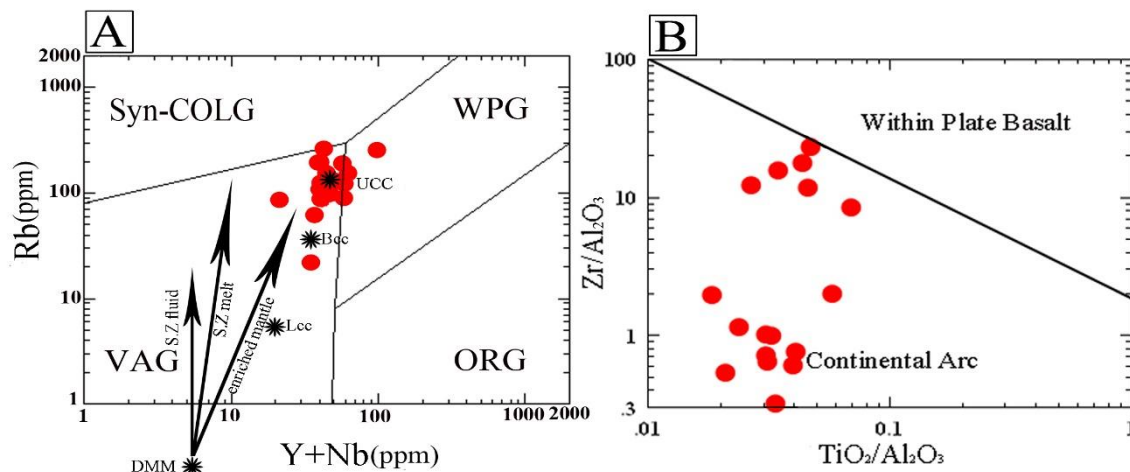 A
2000
1000
100
10
1
Rb(ppm)
Syn-COLG
WPG
UCC
Bcc
Lcc
S.Z fluid
S.Z melt
enriched mantle
VAG
ORG
DMM
1
10
100
1000
2000
Y+Nb(ppm)
B
100
10
1
.3
Zr/Al₂O₃
Within Plate Basalt
Continental Arc
.01
0.1
1
TiO₂/Al₂O₃